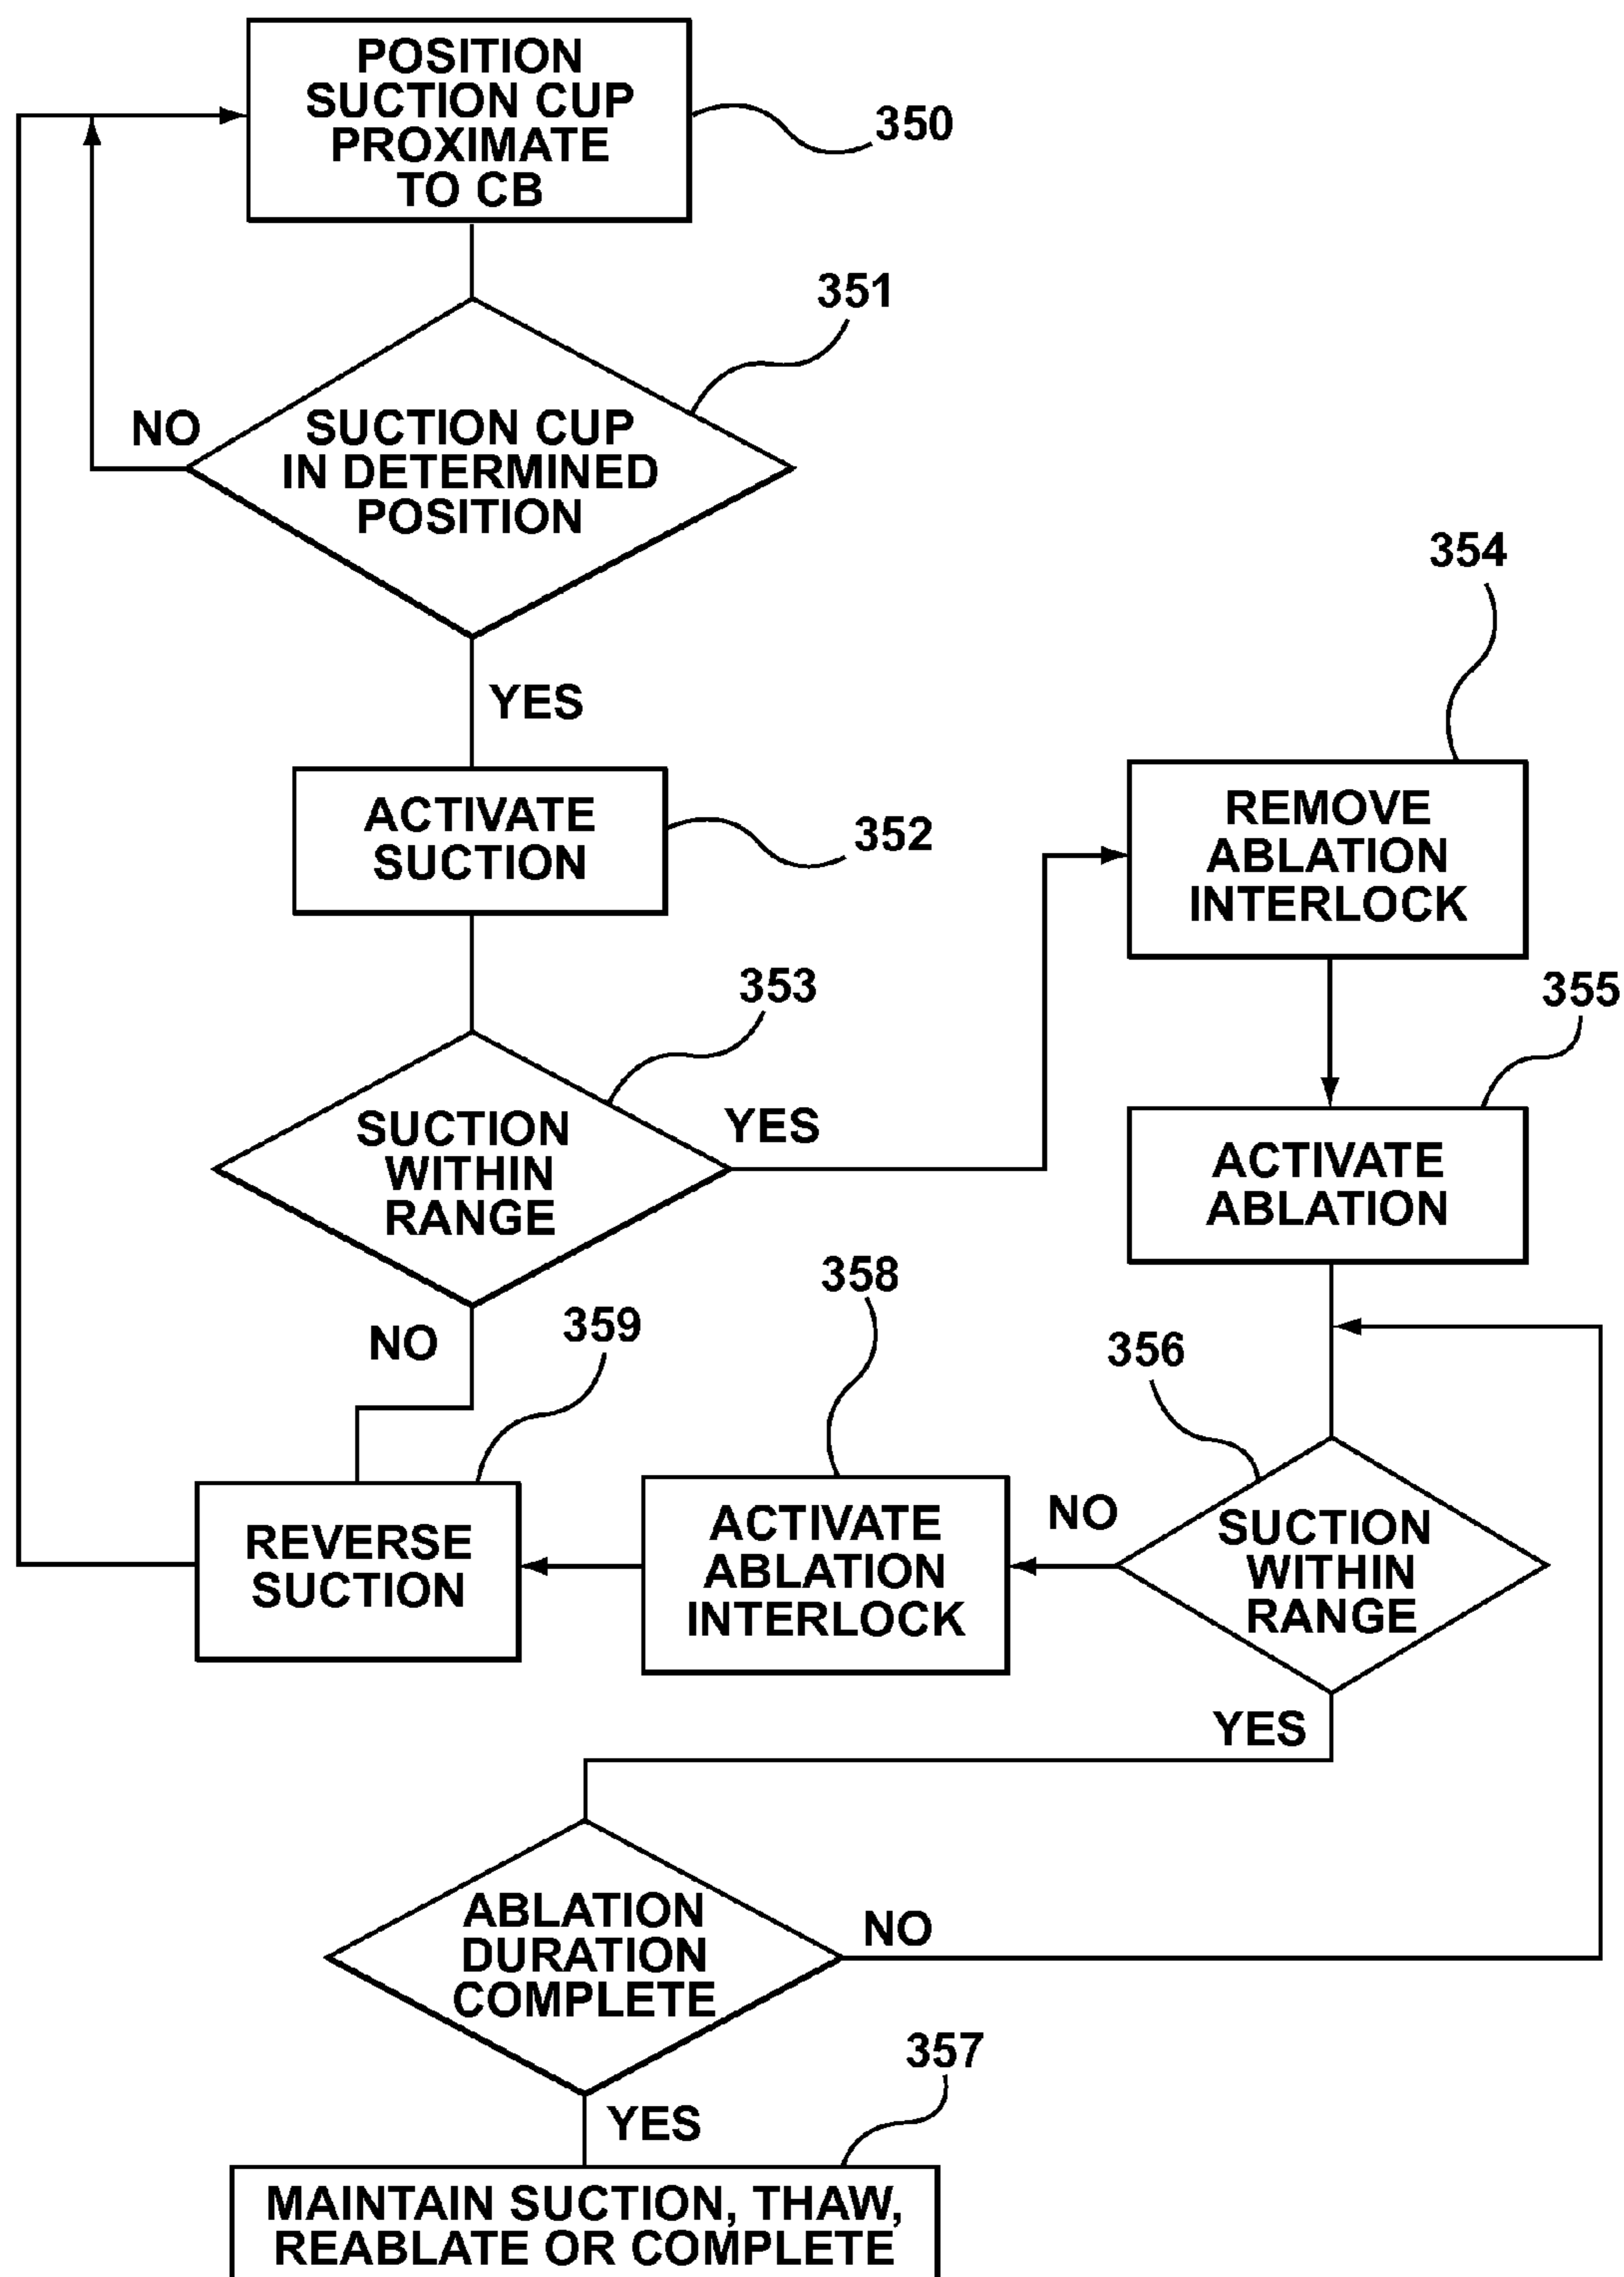 POSITION
SUCTION CUP
PROXIMATE
TO CB
350
351
NO
SUCTION CUP
IN DETERMINED
POSITION
YES
354
ACTIVATE
SUCTION
352
REMOVE
ABLATION
INTERLOCK
353
355
SUCTION
WITHIN
RANGE
YES
ACTIVATE
ABLATION
NO
359
358
356
REVERSE
SUCTION
ACTIVATE
ABLATION
INTERLOCK
NO
SUCTION
WITHIN
RANGE
YES
ABLATION
DURATION
COMPLETE
NO
357
YES
MAINTAIN SUCTION, THAW,
REABLATE OR COMPLETE